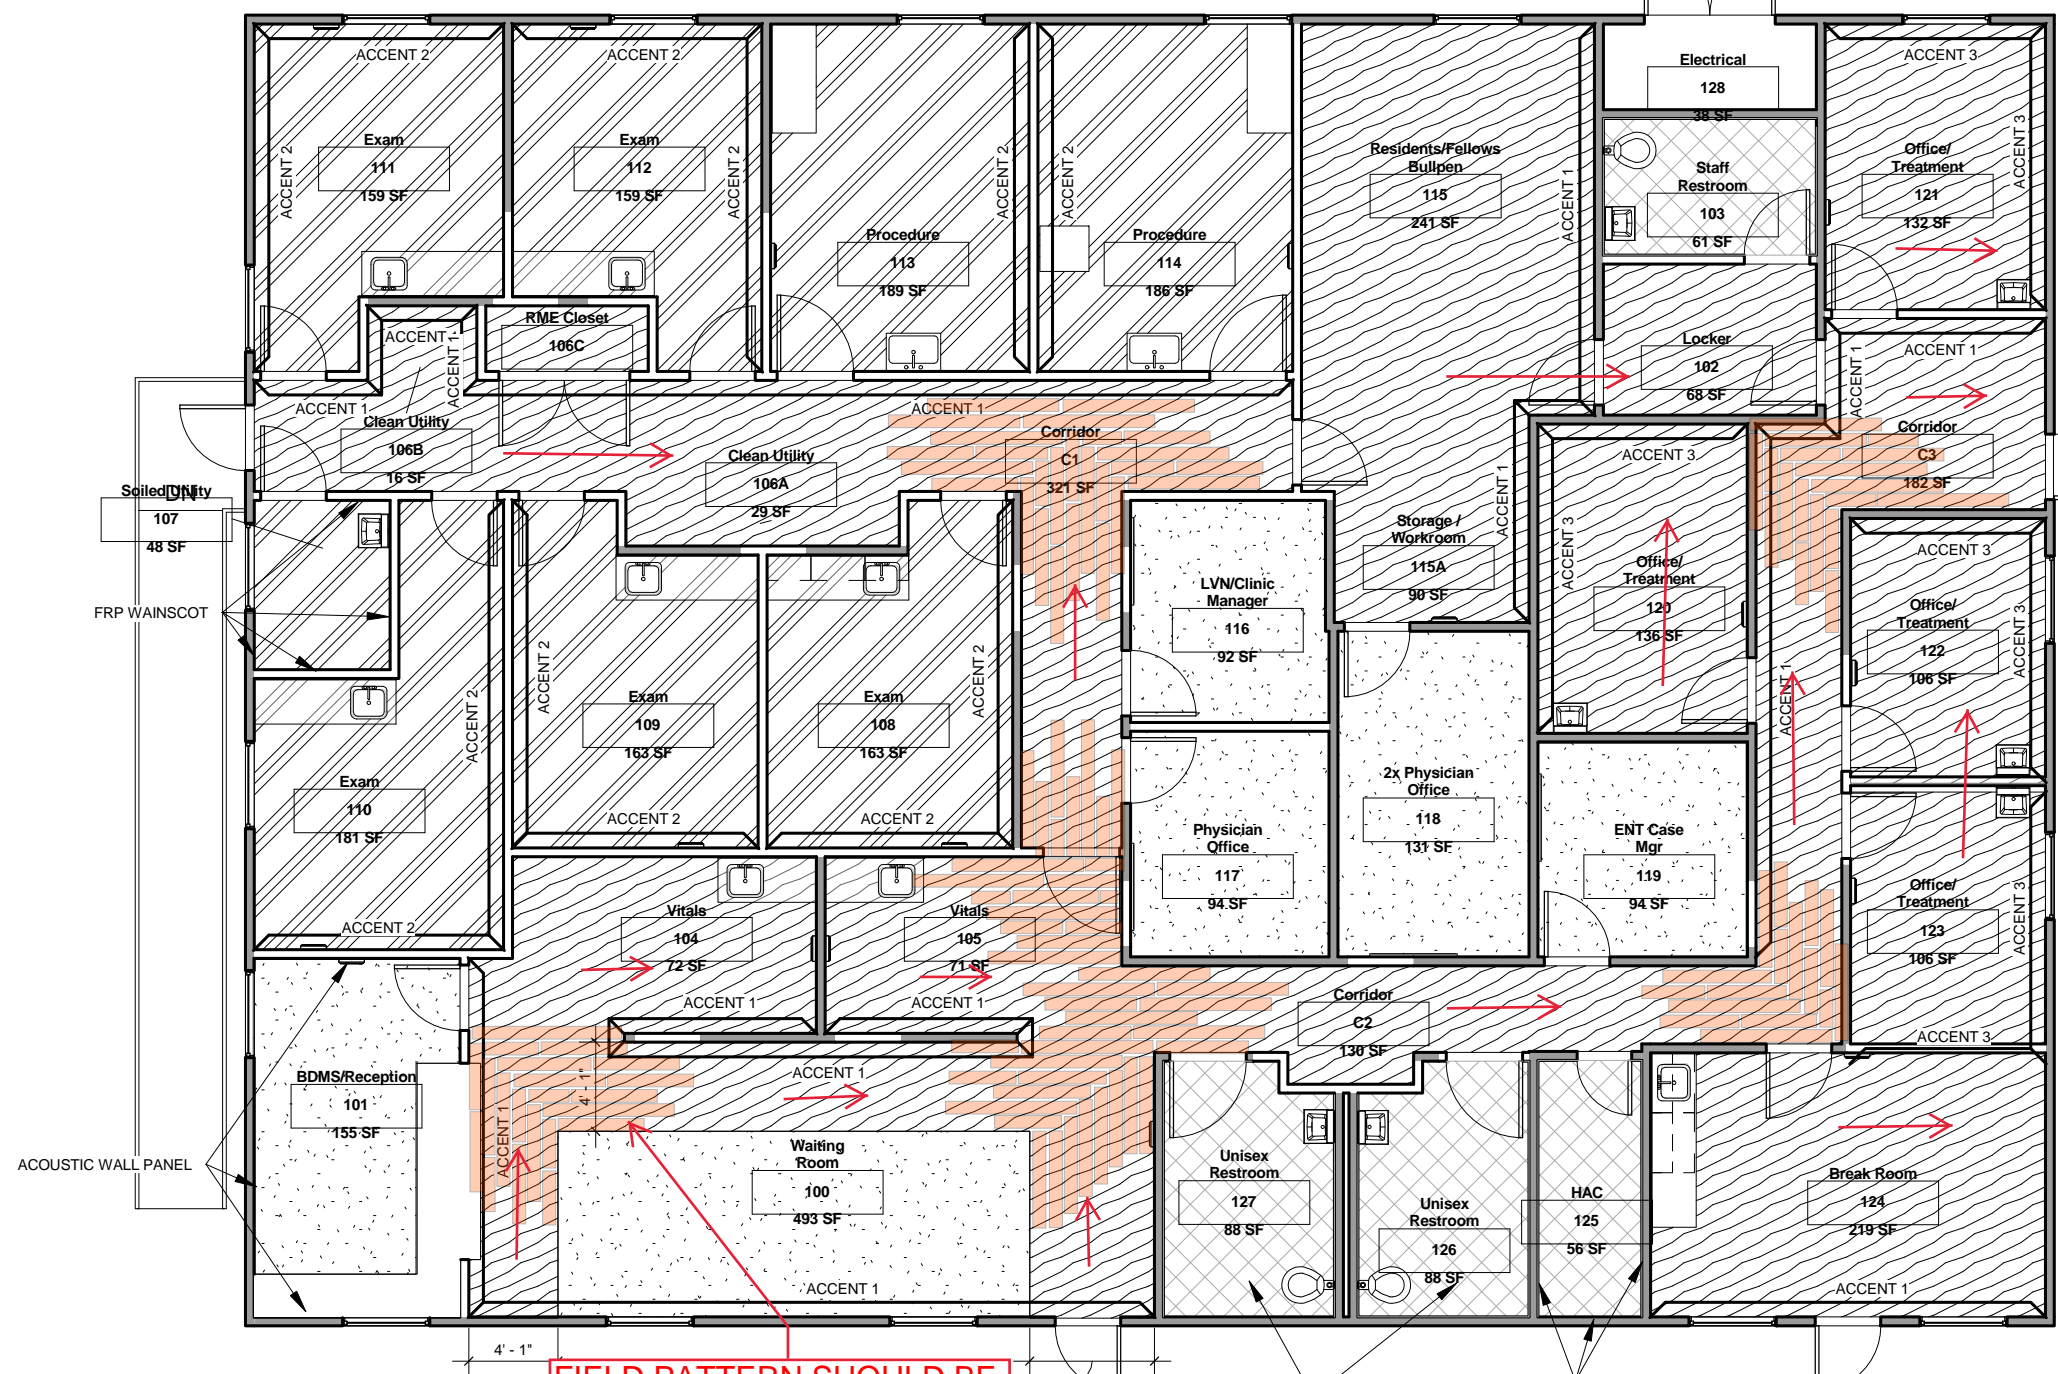 ACCENT 2
ACCENT 2
Exam
111
159 SF
ACCENT 2
Exam
112
159 SF
ACCENT 2
Procedure
113
189 SF
ACCENT 2
ACCENT 2
Procedure
114
186 SF
Residents/Fellows
Bullpen
115
241 SF
ACCENT 1
Electrical
128
38 SF
Staff
Restroom
103
61 SF
ACCENT 3
Office/
Treatment
121
132 SF
ACCENT 3
RME Closet
106C
ACCENT 1
ACCENT 1
ACCENT 1
Clean Utility
106B
16 SF
Clean Utility
106A
29 SF
ACCENT 1
Corridor
C1
321 SF
Locker
102
68 SF
ACCENT 1
ACCENT 1
Corridor
C3
182 SF
Soiled Utility
DN
107
48 SF
FRP WAINSCOT
ACCENT 2
Exam
110
181 SF
ACCENT 2
ACCENT 2
Exam
109
163 SF
ACCENT 2
Exam
108
163 SF
ACCENT 2
ACCENT 2
LVN/Clinic
Manager
116
92 SF
Storage /
Workroom
115A
90 SF
ACCENT 1
ACCENT 3
ACCENT 3
Office/
Treatment
120
136 SF
ACCENT 1
ACCENT 3
Office/
Treatment
122
106 SF
ACCENT 3
Physician
Office
117
94 SF
2x Physician
Office
118
131 SF
ENT Case
Mgr
119
94 SF
Office/
Treatment
123
106 SF
ACCENT 3
ACCENT 3
Vitals
104
72 SF
ACCENT 1
Vitals
105
71 SF
ACCENT 1
Corridor
C2
130 SF
BDMS/Reception
101
155 SF
ACOUSTIC WALL PANEL
ACCENT 1
4' - 1"
ACCENT 1
Waiting
Room
100
493 SF
ACCENT 1
Unisex
Restroom
127
88 SF
Unisex
Restroom
126
88 SF
HAC
125
56 SF
Break Room
124
219 SF
ACCENT 1
4' - 1"
FIELD PATTERN SHOULD BE